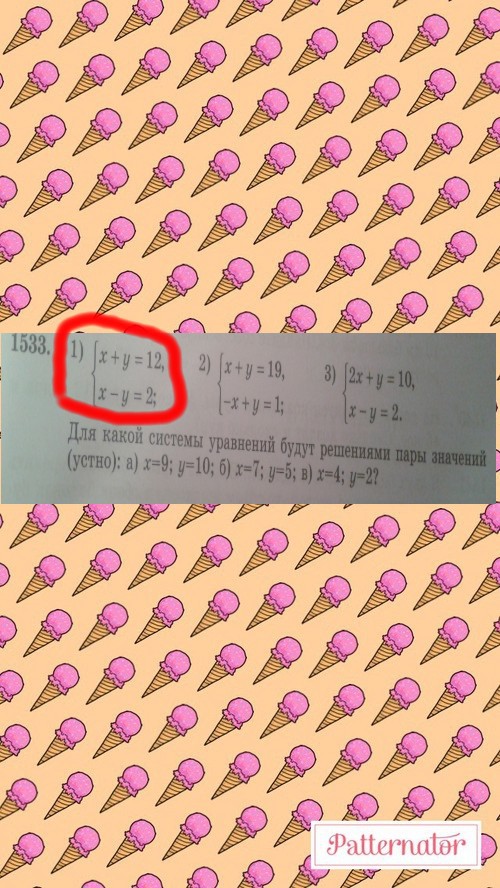 1533. 1) { x + y = 12, 2) { x + y = 19, 3) { 2x + y = 10,
x − y = 2; −x + y = 1; x − y = 2.
Для какой системы уравнений будут решениями пары значений
(устно): а) x=9; y=10; б) x=7; y=5; в) x=4; y=2?
Patternator